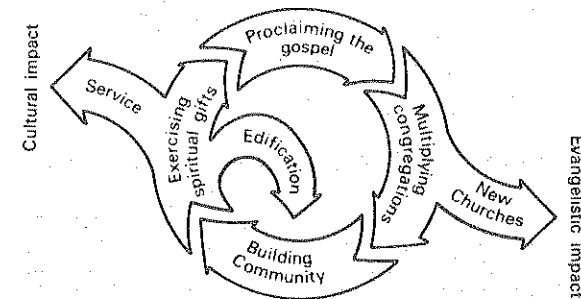 Cultural impact
Service
Exercising
spiritual gifts
Proclaiming the
gospel
Edification
Multiplying
congregations
New
Churches
Building
Community
Evangelistic impact